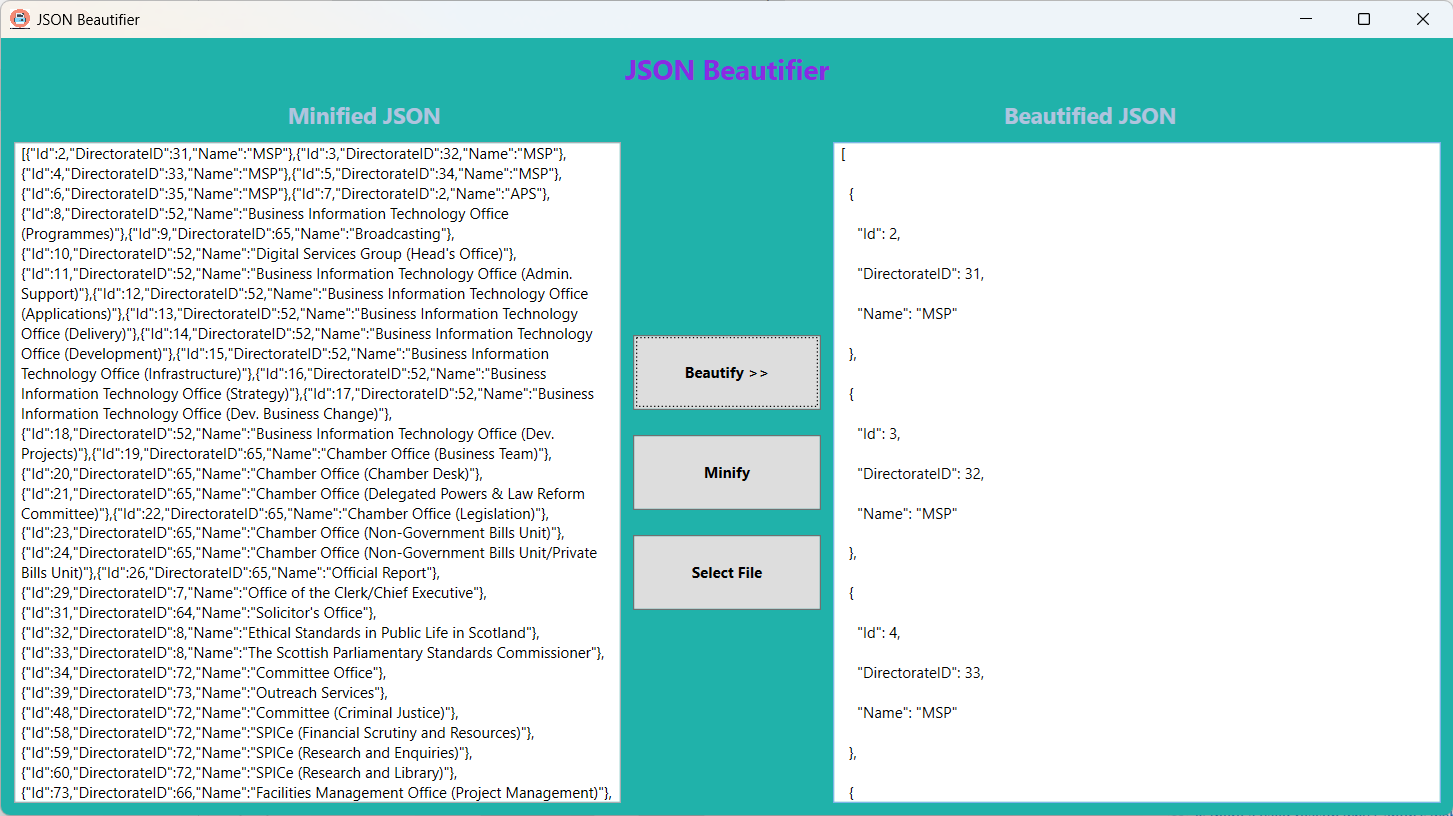 JSON Beautifier
JSON Beautifier
Minified JSON
[{"Id":2,"DirectorateID":31,"Name":"MSP"},{"Id":3,"DirectorateID":32,"Name":"MSP"},
{"Id":4,"DirectorateID":33,"Name":"MSP"},{"Id":5,"DirectorateID":34,"Name":"MSP"},
{"Id":6,"DirectorateID":35,"Name":"MSP"},{"Id":7,"DirectorateID":2,"Name":"APS"},
{"Id":8,"DirectorateID":52,"Name":"Business Information Technology Office
(Programmes)"},{"Id":9,"DirectorateID":65,"Name":"Broadcasting"},
{"Id":10,"DirectorateID":52,"Name":"Digital Services Group (Head's Office)"},
{"Id":11,"DirectorateID":52,"Name":"Business Information Technology Office (Admin.
Support)"},{"Id":12,"DirectorateID":52,"Name":"Business Information Technology Office
(Applications)"},{"Id":13,"DirectorateID":52,"Name":"Business Information Technology
Office (Delivery)"},{"Id":14,"DirectorateID":52,"Name":"Business Information Technology
Office (Development)"},{"Id":15,"DirectorateID":52,"Name":"Business Information
Technology Office (Infrastructure)"},{"Id":16,"DirectorateID":52,"Name":"Business
Information Technology Office (Strategy)"},{"Id":17,"DirectorateID":52,"Name":"Business
Information Technology Office (Dev. Business Change)"},
{"Id":18,"DirectorateID":52,"Name":"Business Information Technology Office (Dev.
Projects)"},{"Id":19,"DirectorateID":65,"Name":"Chamber Office (Business Team)"},
{"Id":20,"DirectorateID":65,"Name":"Chamber Office (Chamber Desk)"},
{"Id":21,"DirectorateID":65,"Name":"Chamber Office (Delegated Powers & Law Reform
Committee)"},{"Id":22,"DirectorateID":65,"Name":"Chamber Office (Legislation)"},
{"Id":23,"DirectorateID":65,"Name":"Chamber Office (Non-Government Bills Unit)"},
{"Id":24,"DirectorateID":65,"Name":"Chamber Office (Non-Government Bills Unit/Private
Bills Unit)"},{"Id":26,"DirectorateID":65,"Name":"Official Report"},
{"Id":29,"DirectorateID":7,"Name":"Office of the Clerk/Chief Executive"},
{"Id":31,"DirectorateID":64,"Name":"Solicitor's Office"},
{"Id":32,"DirectorateID":8,"Name":"Ethical Standards in Public Life in Scotland"},
{"Id":33,"DirectorateID":8,"Name":"The Scottish Parliamentary Standards Commissioner"},
{"Id":34,"DirectorateID":72,"Name":"Committee Office"},
{"Id":39,"DirectorateID":73,"Name":"Outreach Services"},
{"Id":48,"DirectorateID":72,"Name":"Committee (Criminal Justice)"},
{"Id":58,"DirectorateID":72,"Name":"SPICe (Financial Scrutiny and Resources)"},
{"Id":59,"DirectorateID":72,"Name":"SPICe (Research and Enquiries)"},
{"Id":60,"DirectorateID":72,"Name":"SPICe (Research and Library)"},
{"Id":73,"DirectorateID":66,"Name":"Facilities Management Office (Project Management)"},
Beautify >>
Minify
Select File
Beautified JSON
[
{
"Id": 2,
"DirectorateID": 31,
"Name": "MSP"
},
{
"Id": 3,
"DirectorateID": 32,
"Name": "MSP"
},
{
"Id": 4,
"DirectorateID": 33,
"Name": "MSP"
},
{